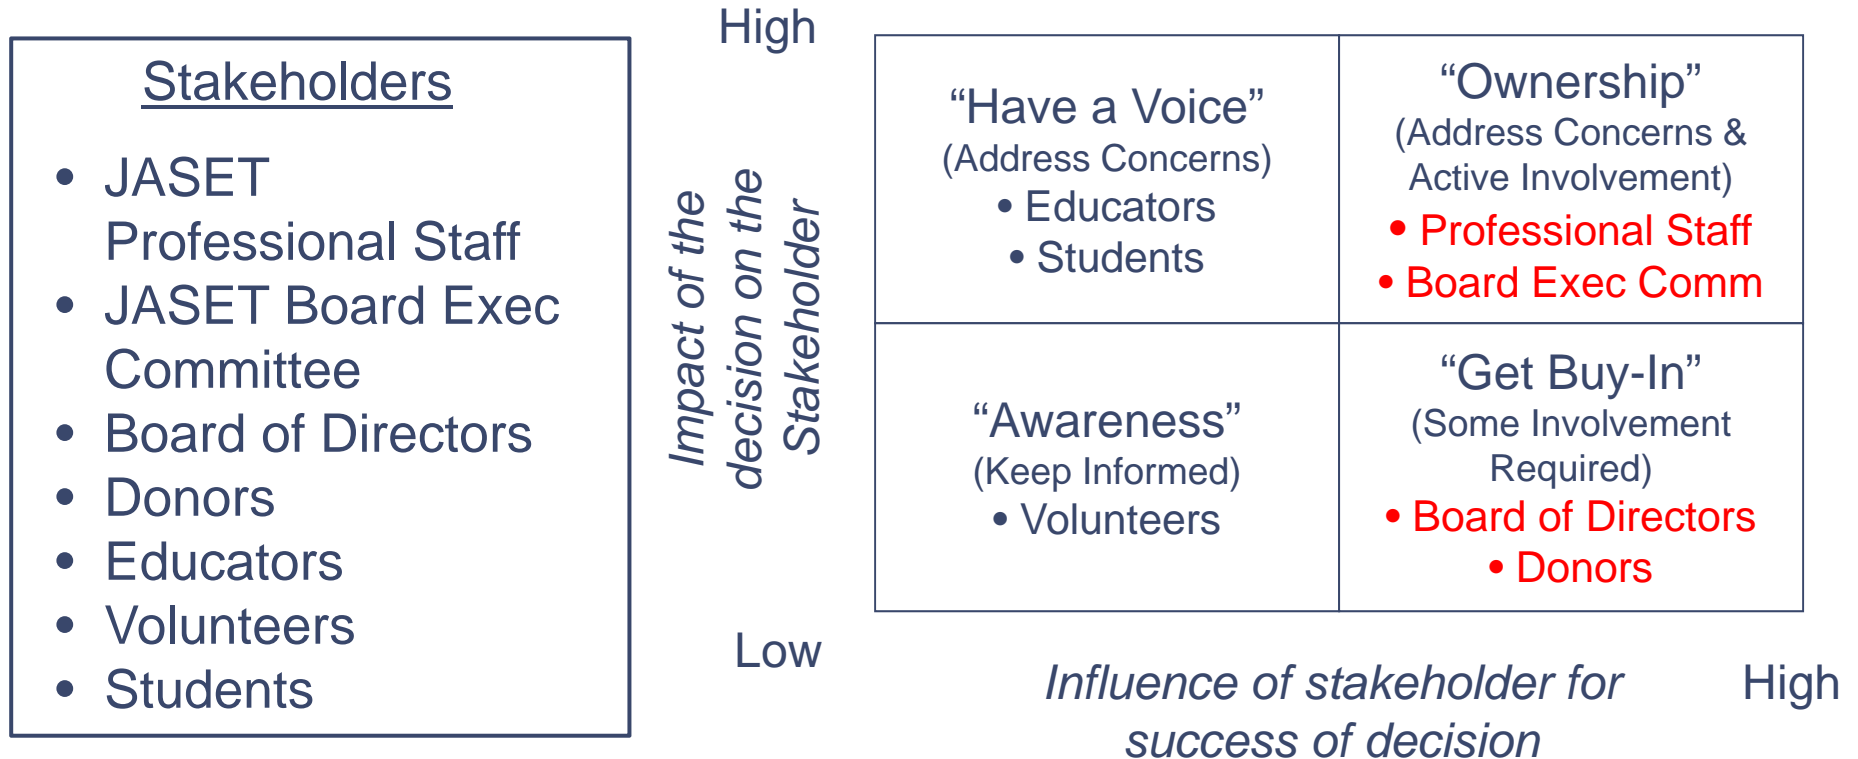 Stakeholders
• JASET
Professional Staff
• JASET Board Exec
Committee
• Board of Directors
• Donors
• Educators
• Volunteers
• Students
High
Impact of the
decision on the
Stakeholder
Low
“Have a Voice”
(Address Concerns)
• Educators
• Students
“Ownership”
(Address Concerns &
Active Involvement)
• Professional Staff
• Board Exec Comm
“Awareness”
(Keep Informed)
• Volunteers
“Get Buy-In”
(Some Involvement
Required)
• Board of Directors
• Donors
Influence of stakeholder for
success of decision
High